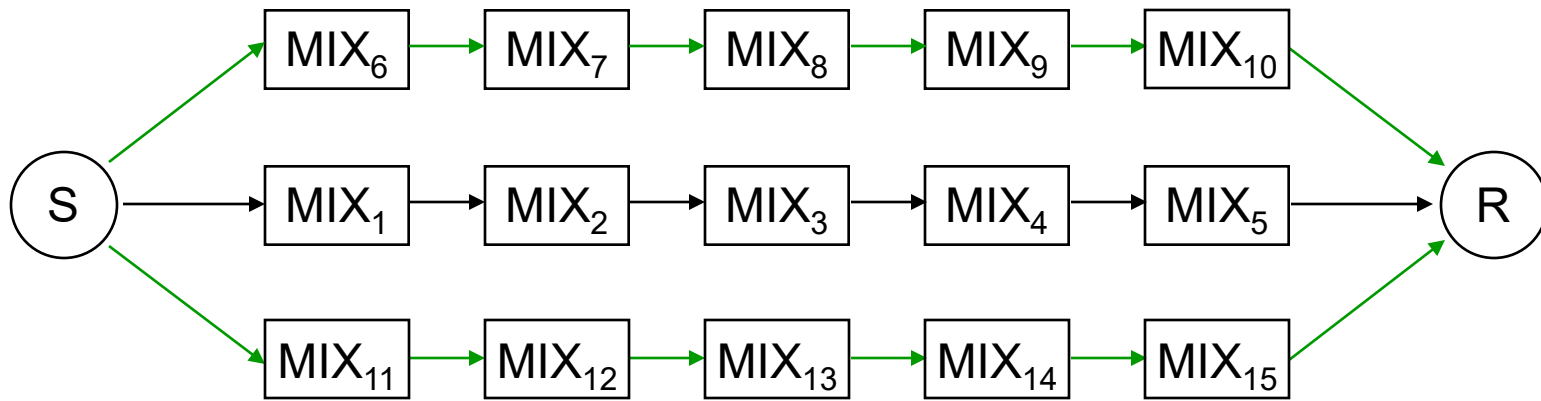 MIX₆ MIX₇ MIX₈ MIX₉ MIX₁₀
S MIX₁ MIX₂ MIX₃ MIX₄ MIX₅ R
MIX₁₁ MIX₁₂ MIX₁₃ MIX₁₄ MIX₁₅